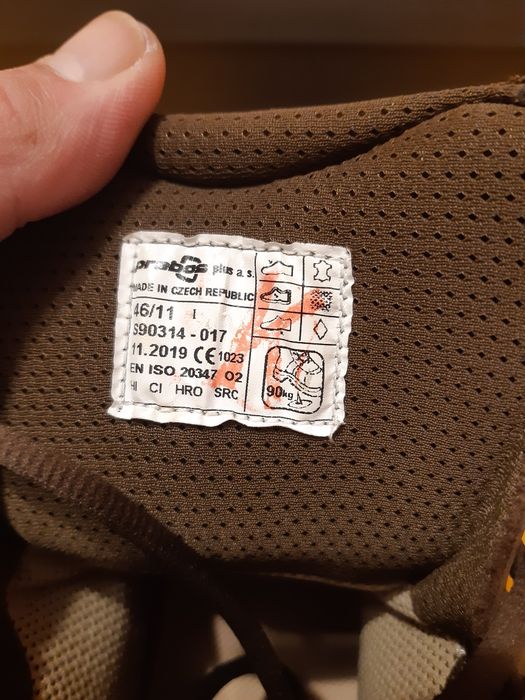 prabos plus a.s.
MADE IN CZECH REPUBLIC
46/11 I
S90314 - 017
11.2019 CE 1023
EN ISO 20347 O2
HI CI HRO SRC
90kg